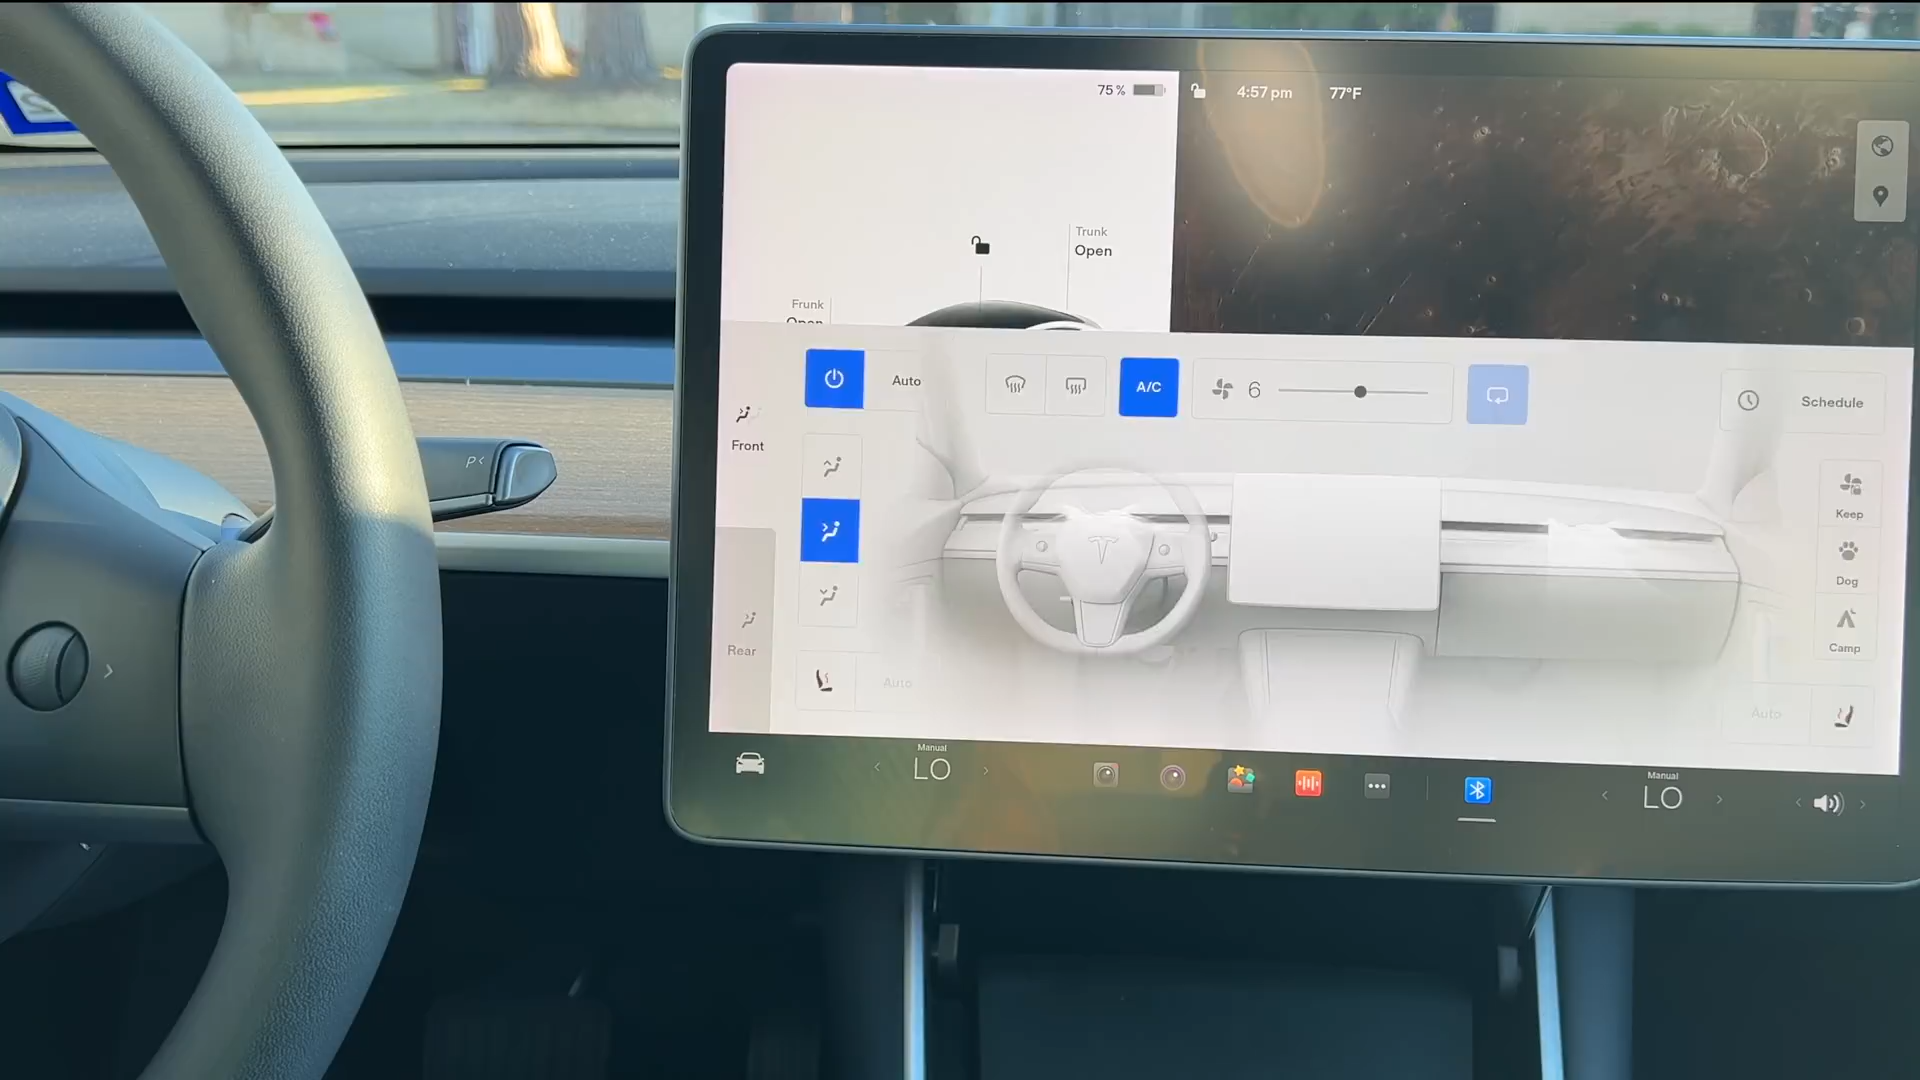 75%
4:57 pm
77°F
Trunk
Open
Frunk
Open
Auto
A/C
6
Schedule
Front
Keep
Dog
Rear
Camp
Auto
Auto
Manual
LO
Manual
LO
P<